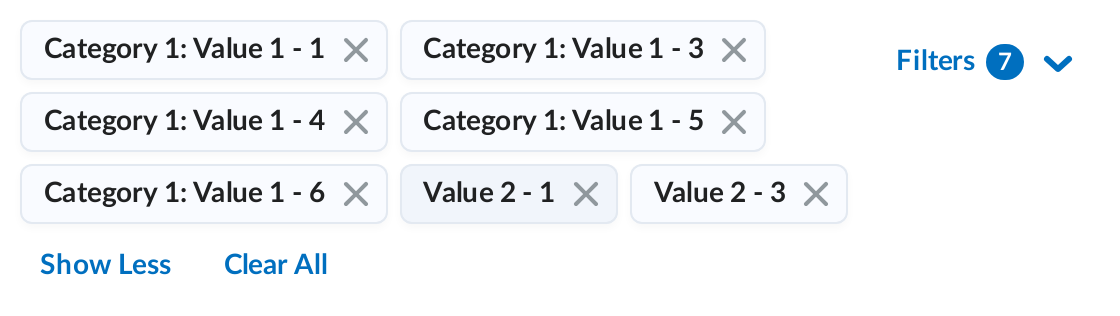 Category 1: Value 1 - 1 Category 1: Value 1 - 3 Filters 7
Category 1: Value 1 - 4 Category 1: Value 1 - 5
Category 1: Value 1 - 6 Value 2 - 1 Value 2 - 3
Show Less Clear All